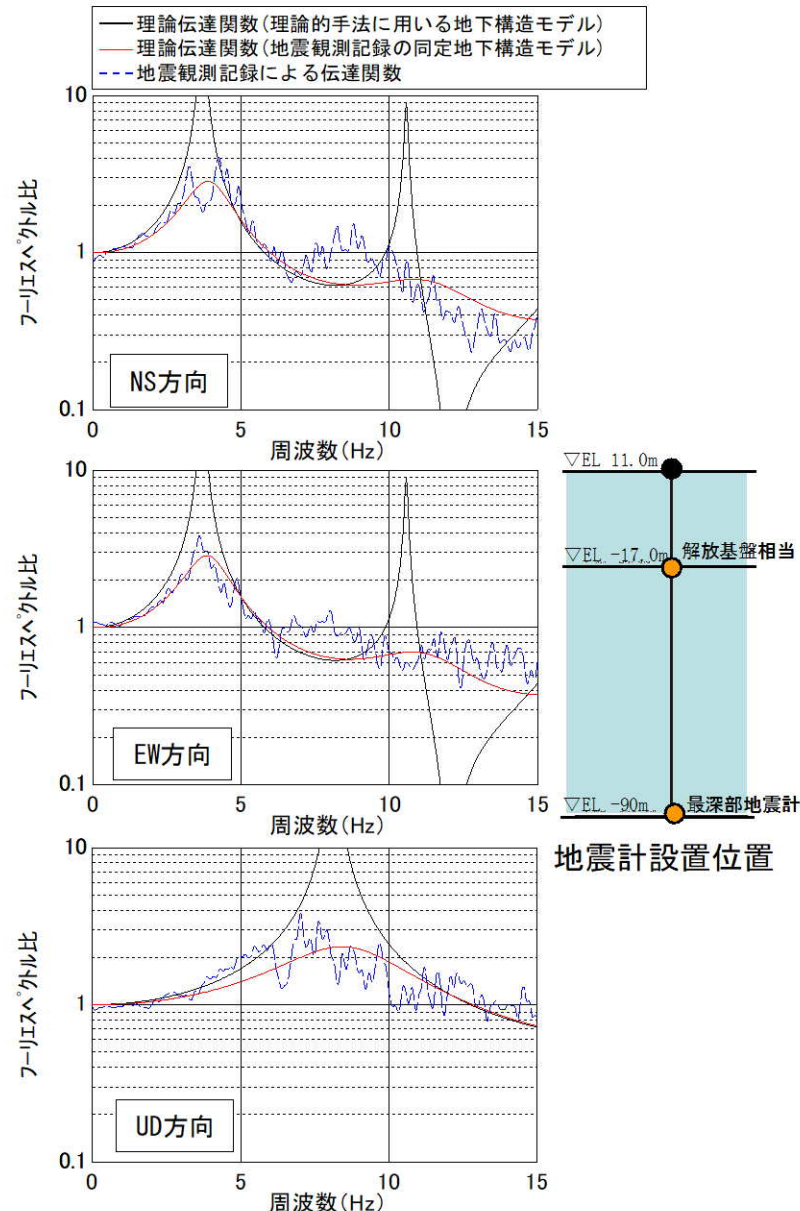 理論伝達関数(理論的手法に用いる地下構造モデル)
理論伝達関数(地震観測記録の同定地下構造モデル)
地震観測記録による伝達関数
10
1
0.1
フーリエスペクトル比
NS方向
0 5 10 15
周波数(Hz)
10
1
0.1
フーリエスペクトル比
EW方向
0 5 10 15
周波数(Hz)
▽EL 11.0m
▽EL -17.0m 解放基盤相当
▽EL -90m 最深部地震計
地震計設置位置
10
1
0.1
フーリエスペクトル比
UD方向
0 5 10 15
周波数(Hz)